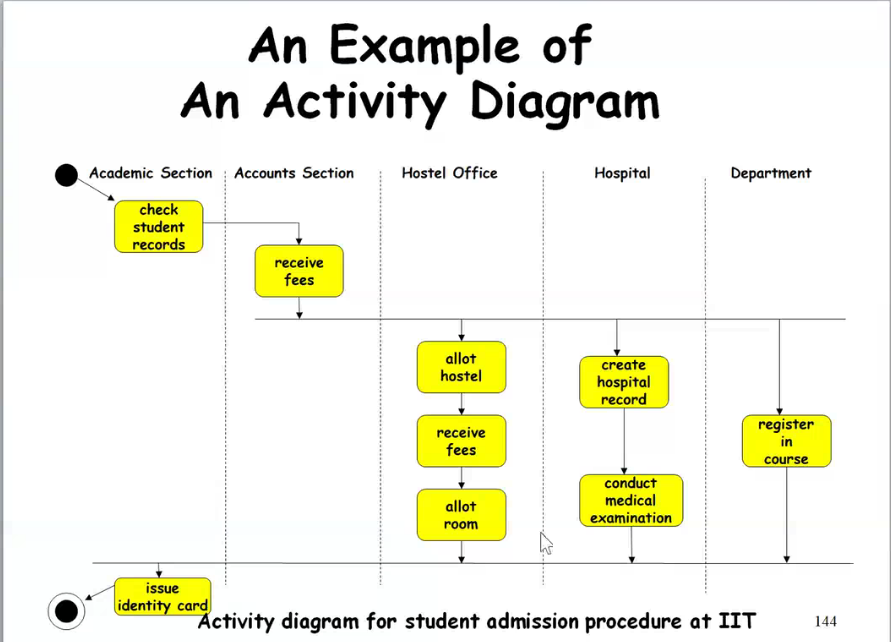 An Example of
An Activity Diagram
Academic Section
Accounts Section
Hostel Office
Hospital
Department
check
student
records
receive
fees
allot
hostel
receive
fees
allot
room
create
hospital
record
conduct
medical
examination
register
in
course
issue
identity card
Activity diagram for student admission procedure at IIT
144